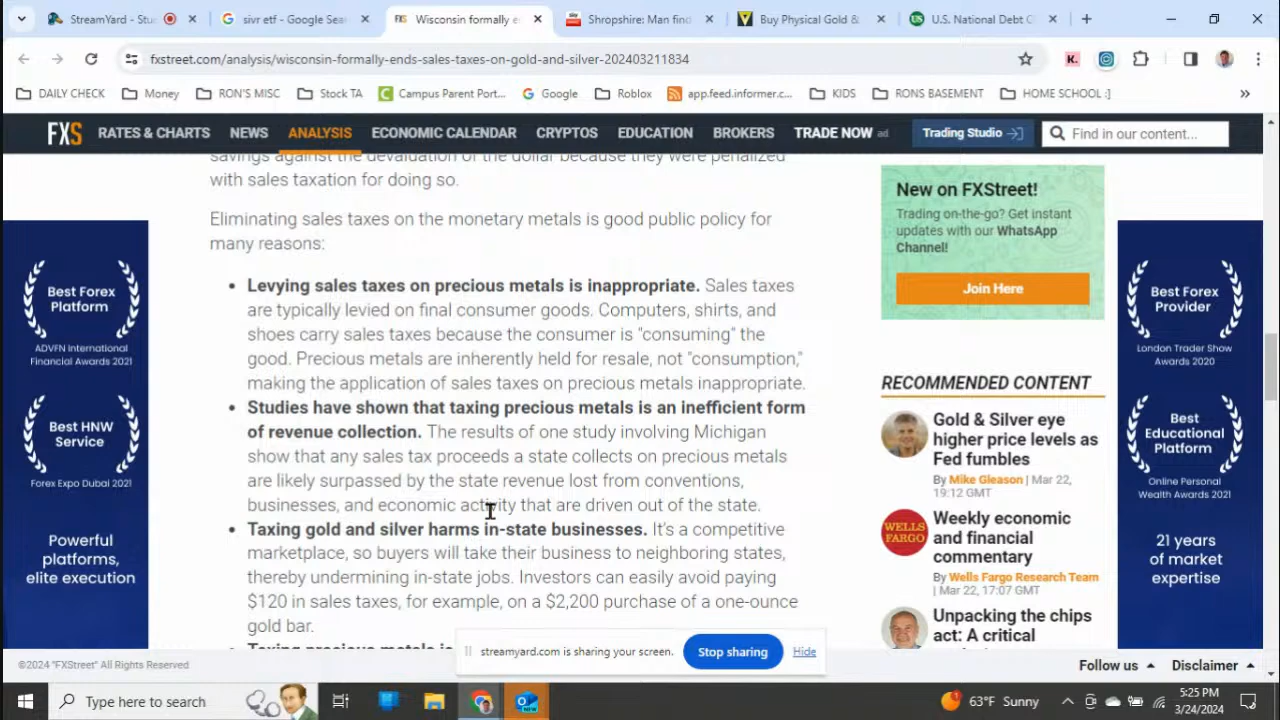 StreamYard - Stu
sivr etf - Google Sea
Wisconsin formally e
Shropshire: Man find
Buy Physical Gold &
U.S. National Debt C
fxstreet.com/analysis/wisconsin-formally-ends-sales-taxes-on-gold-and-silver-202403211834
DAILY CHECK
Money
RON'S MISC
Stock TA
Campus Parent Port...
Google
Roblox
app.feed.informer.c...
KIDS
RONS BASEMENT
HOME SCHOOL :]
»
FXS
RATES & CHARTS
NEWS
ANALYSIS
ECONOMIC CALENDAR
CRYPTOS
EDUCATION
BROKERS
TRADE NOW ad
Trading Studio
Find in our content...
savings against the devaluation of the dollar because they were penalized
with sales taxation for doing so.
Eliminating sales taxes on the monetary metals is good public policy for
many reasons:
• Levying sales taxes on precious metals is inappropriate. Sales taxes
are typically levied on final consumer goods. Computers, shirts, and
shoes carry sales taxes because the consumer is "consuming" the
good. Precious metals are inherently held for resale, not "consumption,"
making the application of sales taxes on precious metals inappropriate.
• Studies have shown that taxing precious metals is an inefficient form
of revenue collection. The results of one study involving Michigan
show that any sales tax proceeds a state collects on precious metals
are likely surpassed by the state revenue lost from conventions,
businesses, and economic activity that are driven out of the state.
• Taxing gold and silver harms in-state businesses. It's a competitive
marketplace, so buyers will take their business to neighboring states,
thereby undermining in-state jobs. Investors can easily avoid paying
$120 in sales taxes, for example, on a $2,200 purchase of a one-ounce
gold bar.
Taxing precious metals is
Best Forex
Platform
ADVFN International
Financial Awards 2021
Best HNW
Service
Forex Expo Dubai 2021
Powerful
platforms,
elite execution
New on FXStreet!
Trading on-the-go? Get instant
updates with our WhatsApp
Channel!
Join Here
RECOMMENDED CONTENT
Gold & Silver eye
higher price levels as
Fed fumbles
By Mike Gleason | Mar 22,
19:12 GMT
WELLS
FARGO
Weekly economic
and financial
commentary
By Wells Fargo Research Team
| Mar 22, 17:07 GMT
Unpacking the chips
act: A critical
Best Forex
Provider
London Trader Show
Awards 2020
Best
Educational
Platform
Online Personal
Wealth Awards 2021
21 years
of market
expertise
streamyard.com is sharing your screen.
Stop sharing
Hide
©2024 "FXStreet" All Rights Reserved
Follow us
Disclaimer
Type here to search
63°F Sunny
5:25 PM
3/24/2024